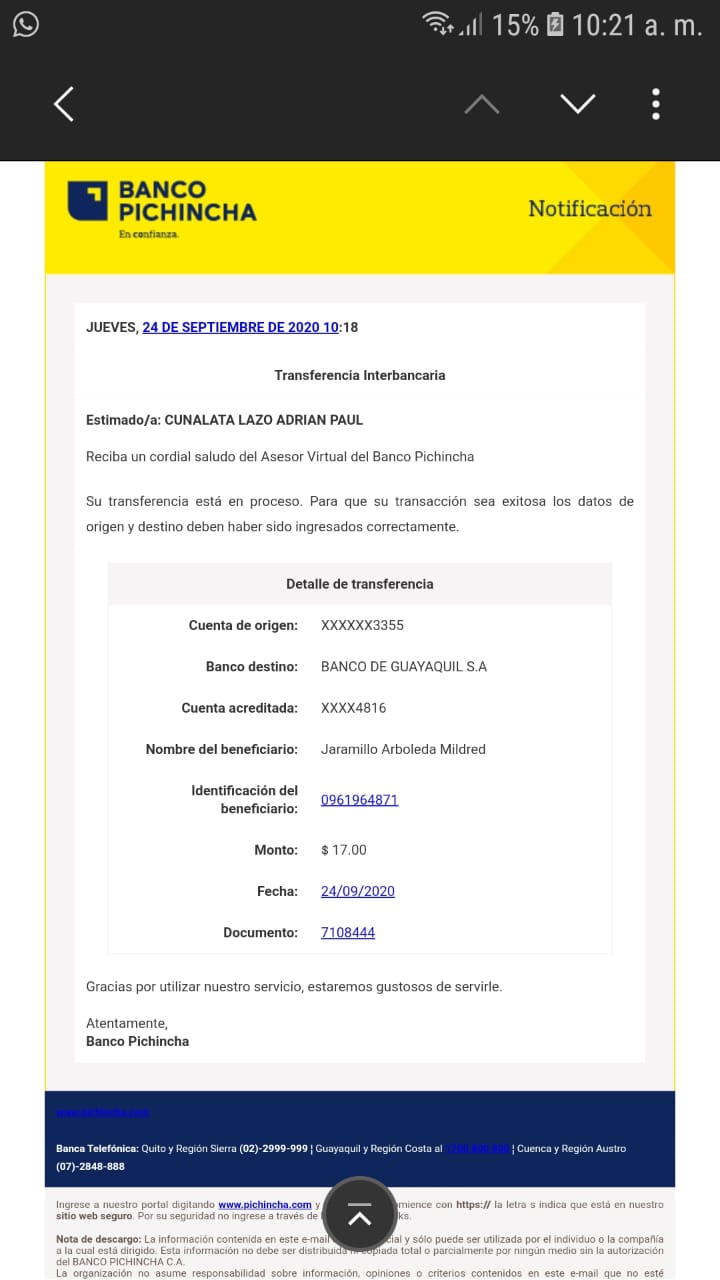 15% 10:21 a. m.
BANCO
PICHINCHA
En confianza.
Notificación
JUEVES, 24 DE SEPTIEMBRE DE 2020 10:18
Transferencia Interbancaria
Estimado/a: CUNALATA LAZO ADRIAN PAUL
Reciba un cordial saludo del Asesor Virtual del Banco Pichincha
Su transferencia está en proceso. Para que su transacción sea exitosa los datos de
origen y destino deben haber sido ingresados correctamente.
Detalle de transferencia
Cuenta de origen: XXXXXX3355
Banco destino: BANCO DE GUAYAQUIL S.A
Cuenta acreditada: XXXX4816
Nombre del beneficiario: Jaramillo Arboleda Mildred
Identificación del
beneficiario: 0961964871
Monto: $ 17.00
Fecha: 24/09/2020
Documento: 7108444
Gracias por utilizar nuestro servicio, estaremos gustosos de servirle.
Atentamente,
Banco Pichincha
www.pichincha.com
Banca Telefónica: Quito y Región Sierra (02)-2999-999 ¦ Guayaquil y Región Costa al ¦ Cuenca y Región Austro
(07)-2848-888
Ingrese a nuestro portal digitando www.pichincha.com y mience con https:// la letra s indica que está en nuestro
sitio web seguro. Por su seguridad no ingrese a través de ks.
Nota de descargo: La información contenida en este e-mail cial y sólo puede ser utilizada por el individuo o la compañía
a la cual está dirigido. Esta información no debe ser distribuida ni copiada total o parcialmente por ningún medio sin la autorización
del BANCO PICHINCHA C.A.
La organización no asume responsabilidad sobre información, opiniones o criterios contenidos en este e-mail que no esté